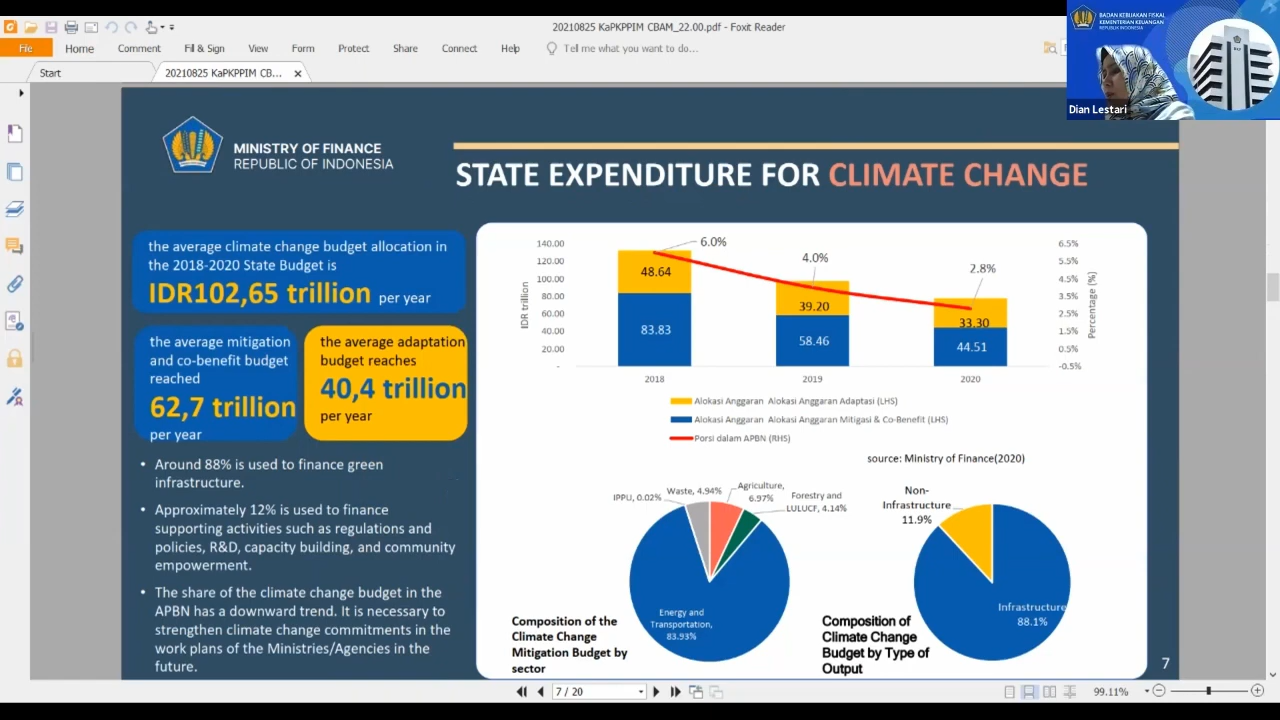 20210825 KaPKPPIM CBAM_22.00.pdf - Foxit Reader
File
Home
Comment
Fill & Sign
View
Form
Protect
Share
Connect
Help
Tell me what you want to do...
Start
20210825 KaPKPPIM CB...
BADAN KEBIJAKAN FISKAL
KEMENTERIAN KEUANGAN
REPUBLIK INDONESIA
Dian Lestari
MINISTRY OF FINANCE
REPUBLIC OF INDONESIA
STATE EXPENDITURE FOR CLIMATE CHANGE
the average climate change budget allocation in
the 2018-2020 State Budget is
IDR102,65 trillion per year
the average mitigation
and co-benefit budget
reached
62,7 trillion
per year
the average adaptation
budget reaches
40,4 trillion
per year
• Around 88% is used to finance green
infrastructure.
• Approximately 12% is used to finance
supporting activities such as regulations and
policies, R&D, capacity building, and community
empowerment.
• The share of the climate change budget in the
APBN has a downward trend. It is necessary to
strengthen climate change commitments in the
work plans of the Ministries/Agencies in the
future.
IDR trillion
140.00
120.00
100.00
80.00
60.00
40.00
20.00
-
6.0%
4.0%
2.8%
48.64
39.20
33.30
83.83
58.46
44.51
2018
2019
2020
6.5%
5.5%
4.5%
3.5%
2.5%
1.5%
0.5%
-0.5%
Percentage (%)
Alokasi Anggaran Alokasi Anggaran Adaptasi (LHS)
Alokasi Anggaran Alokasi Anggaran Mitigasi & Co-Benefit (LHS)
Porsi dalam APBN (RHS)
source: Ministry of Finance(2020)
IPPU, 0.02%
Waste, 4.94%
Agriculture,
6.97%
Forestry and
LULUCF, 4.14%
Energy and
Transportation,
83.93%
Composition of the
Climate Change
Mitigation Budget by
sector
Non-
Infrastructure
11.9%
Infrastructure
88.1%
Composition of
Climate Change
Budget by Type of
Output
7
7 / 20
99.11%